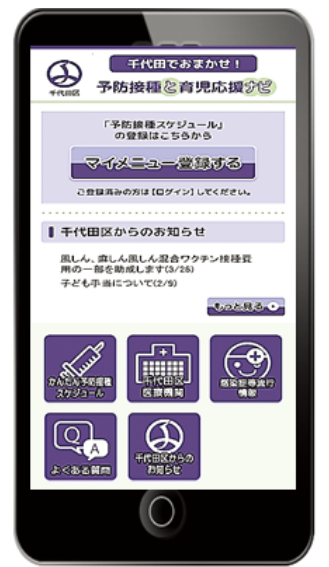 千代田でおまかせ！
千代田区
予防接種と育児応援ナビ
「予防接種スケジュール」
の登録はこちらから
マイメニュー登録する
ご登録済みの方は【ログイン】してください。
千代田区からのお知らせ
風しん、麻しん風しん混合ワクチン接種費
用の一部を助成します(3/25)
子ども手当について(2/9)
もっと見る
かんたん予防接種
スケジュール
千代田区
医療機関
感染症等流行
情報
Q A
よくある質問
千代田区からの
お知らせ